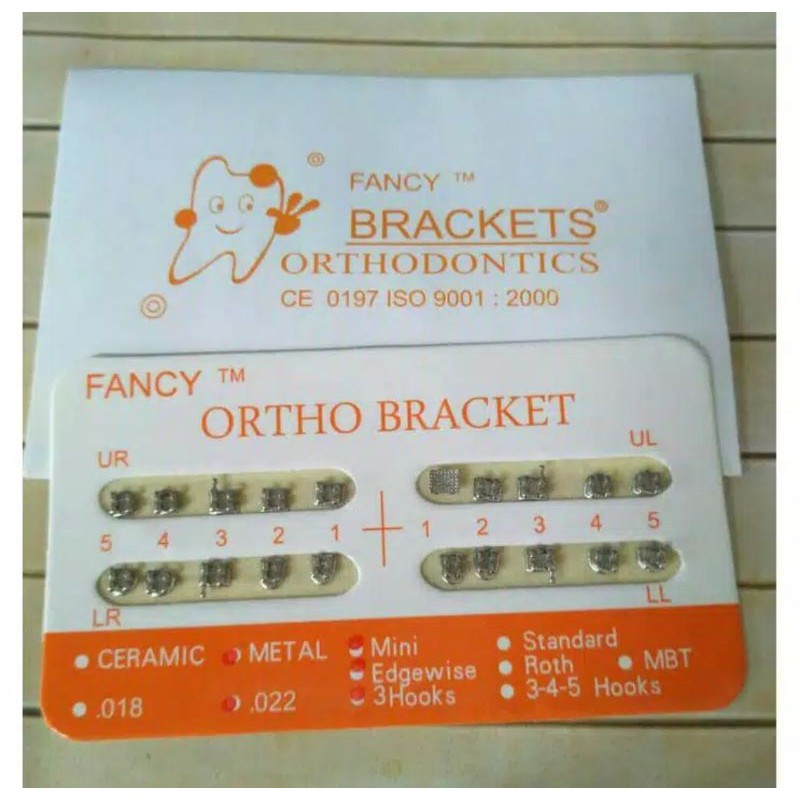 FANCY ™
BRACKETS®
ORTHODONTICS
CE 0197 ISO 9001 : 2000
FANCY ™
ORTHO BRACKET
UR UL
5 4 3 2 1 1 2 3 4 5
LR LL
CERAMIC METAL Mini Standard
Edgewise Roth MBT
.018 .022 3Hooks 3-4-5 Hooks